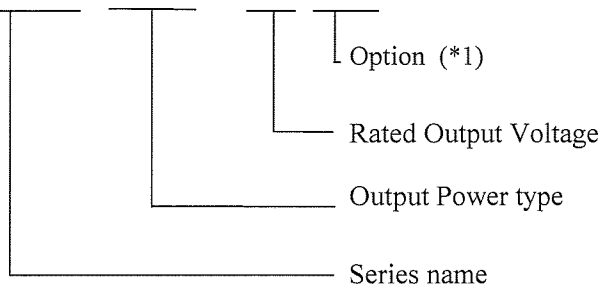 Option (*1)
Rated Output Voltage
Output Power type
Series name